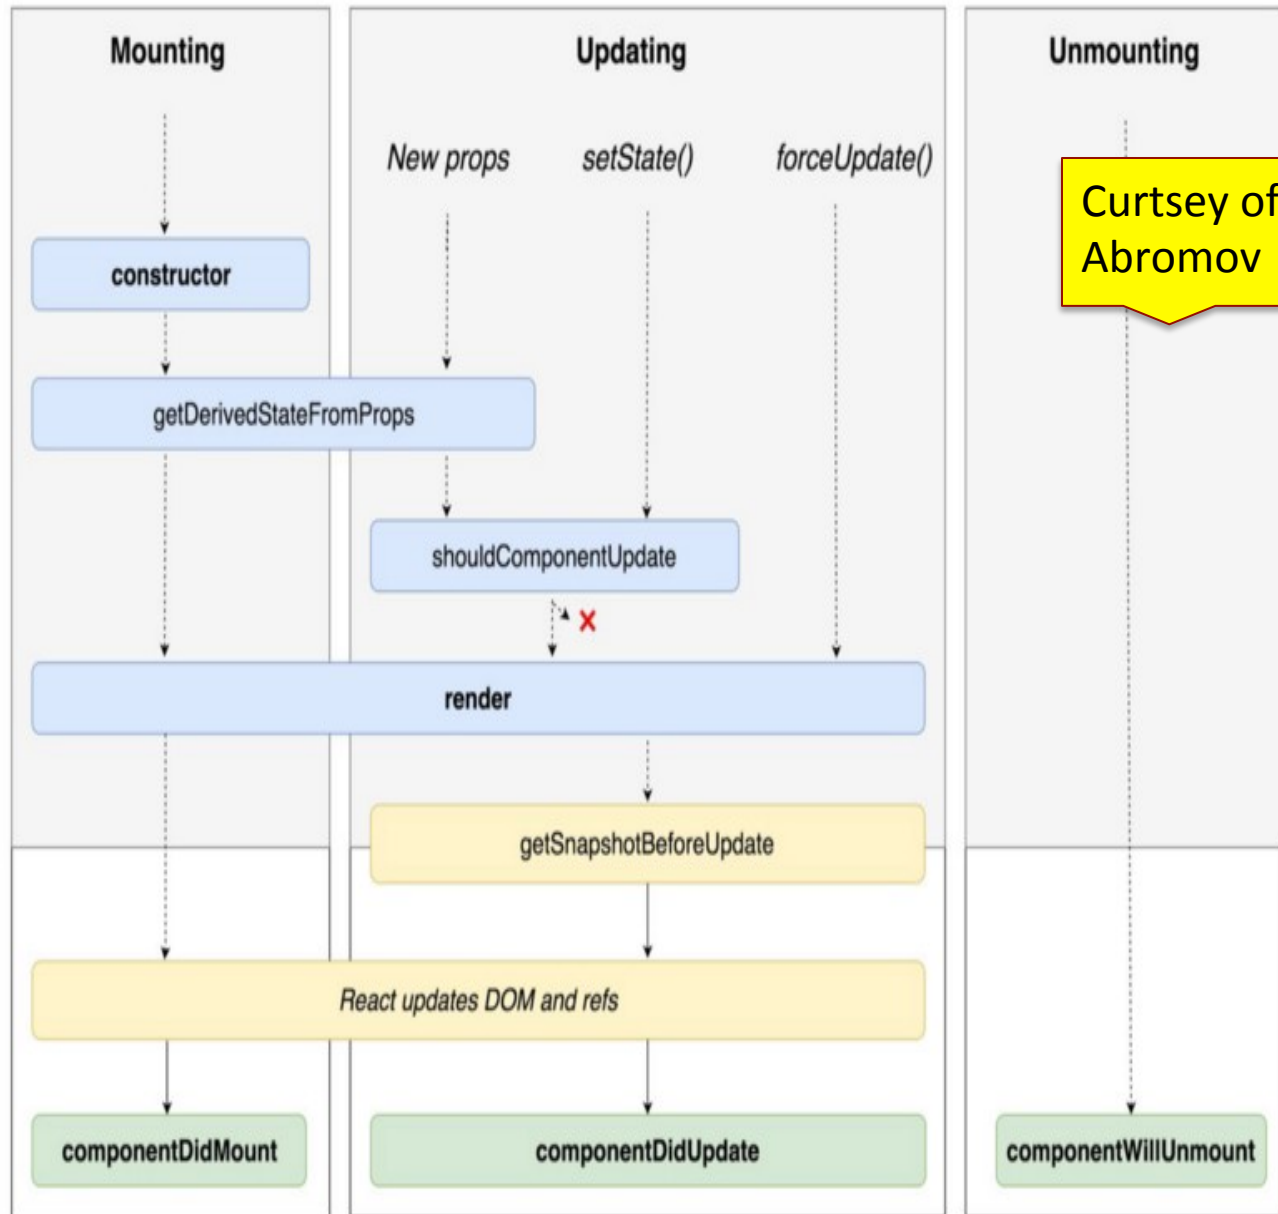 Mounting
Updating
Unmounting
New props
setState()
forceUpdate()
Curtsey of
Abromov
constructor
getDerivedStateFromProps
shouldComponentUpdate
render
getSnapshotBeforeUpdate
React updates DOM and refs
componentDidMount
componentDidUpdate
componentWillUnmount